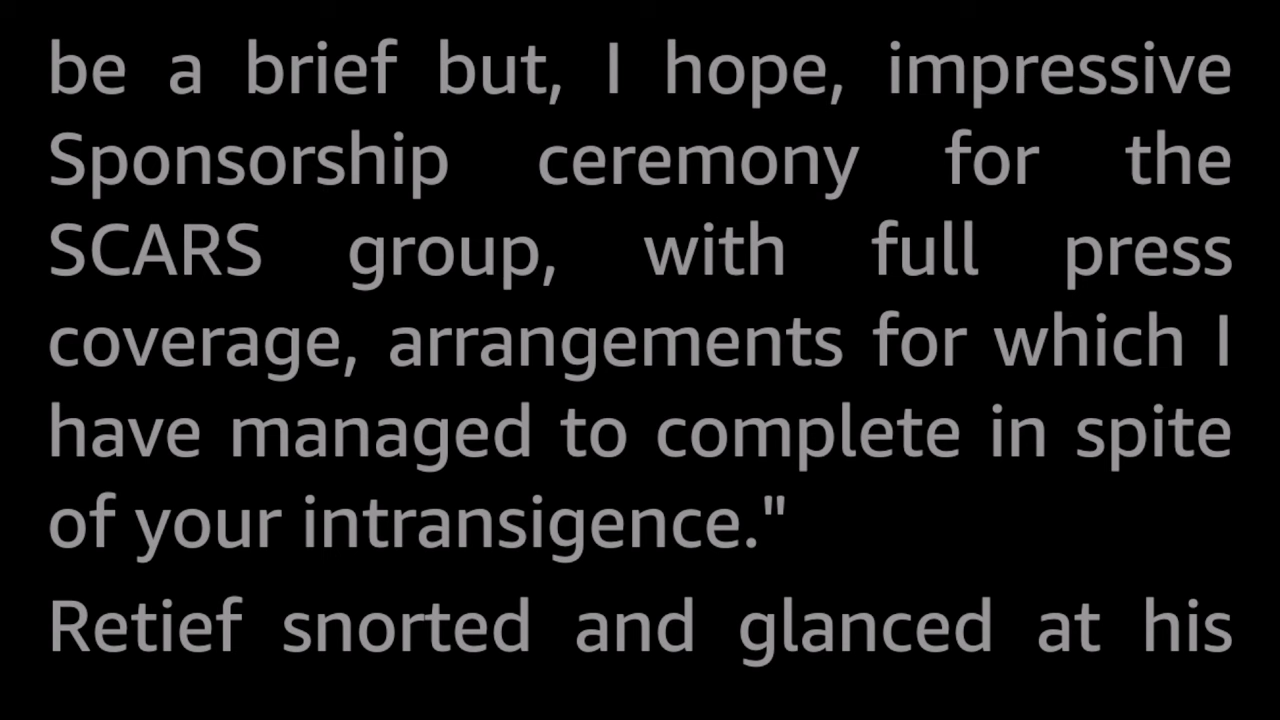 be a brief but, I hope, impressive
Sponsorship ceremony for the
SCARS group, with full press
coverage, arrangements for which I
have managed to complete in spite
of your intransigence."
Retief snorted and glanced at his